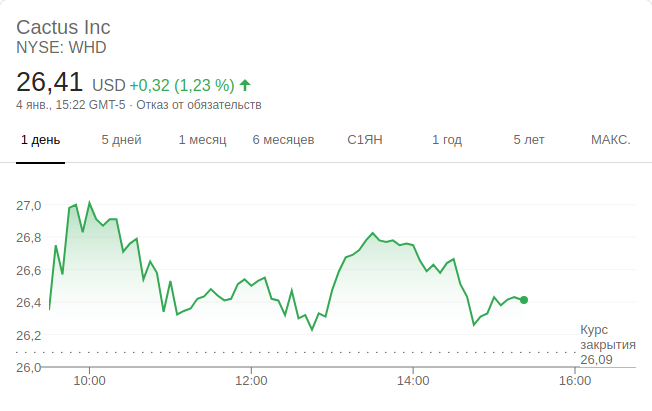 Cactus Inc
NYSE: WHD
26,41 USD +0,32 (1,23 %)
4 янв., 15:22 GMT-5 · Отказ от обязательств
1 день 5 дней 1 месяц 6 месяцев С1ЯН 1 год 5 лет МАКС.
27,0
26,8
26,6
26,4
26,2
26,0
Курс
закрытия
26,09
10:00 12:00 14:00 16:00